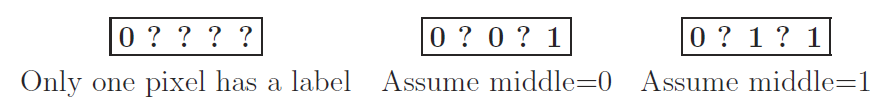 0 ? ? ? ? 0 ? 0 ? 1 0 ? 1 ? 1
Only one pixel has a label Assume middle=0 Assume middle=1